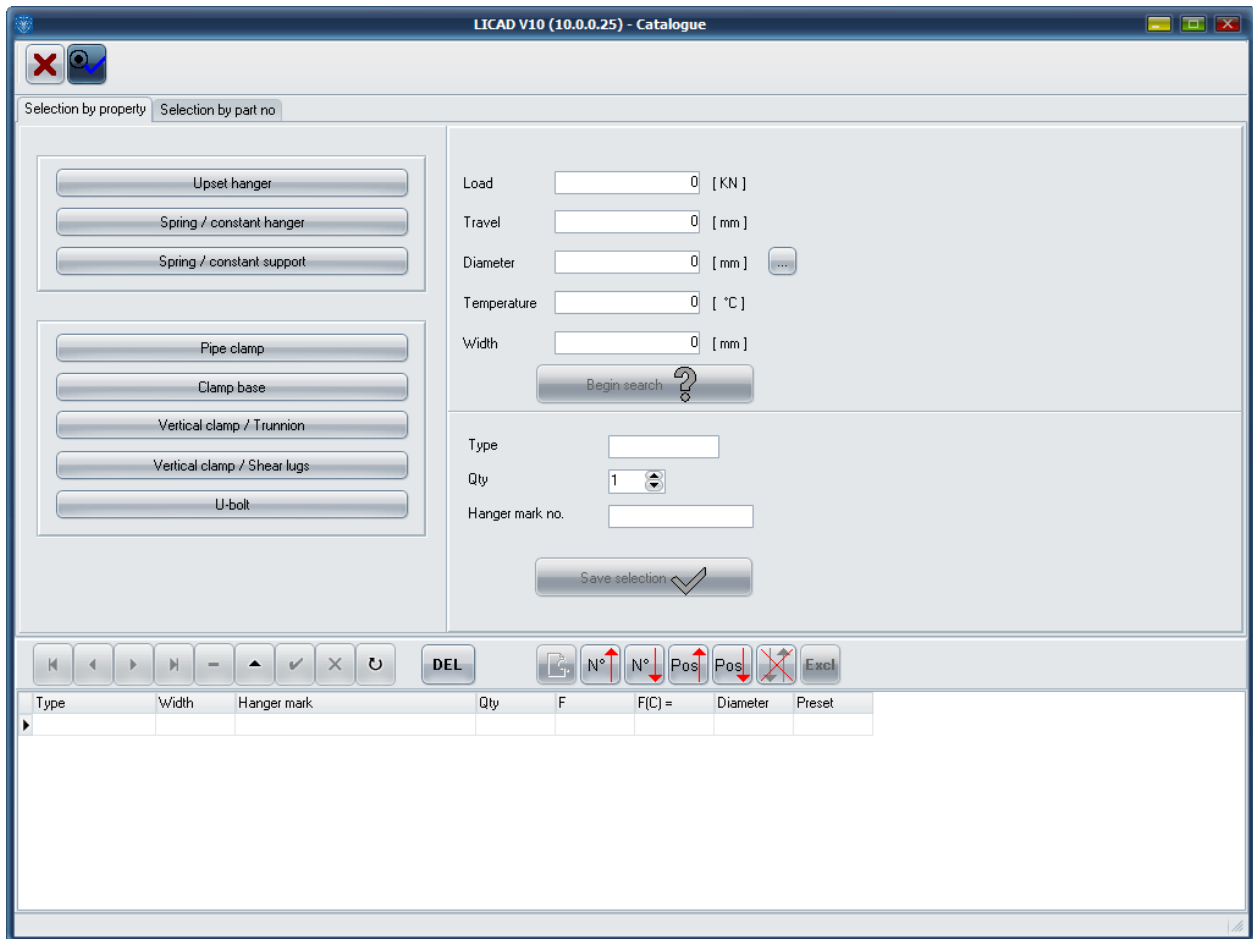 LICAD V10 (10.0.0.25) - Catalogue
Selection by property
Selection by part no
Upset hanger
Spring / constant hanger
Spring / constant support
Pipe clamp
Clamp base
Vertical clamp / Trunnion
Vertical clamp / Shear lugs
U-bolt
Load 0 [ KN ]
Travel 0 [ mm ]
Diameter 0 [ mm ] ...
Temperature 0 [ °C ]
Width 0 [ mm ]
Begin search ?
Type
Qty 1
Hanger mark no.
Save selection
DEL N° N° Pos Pos Excl
Type Width Hanger mark Qty F F(C) = Diameter Preset